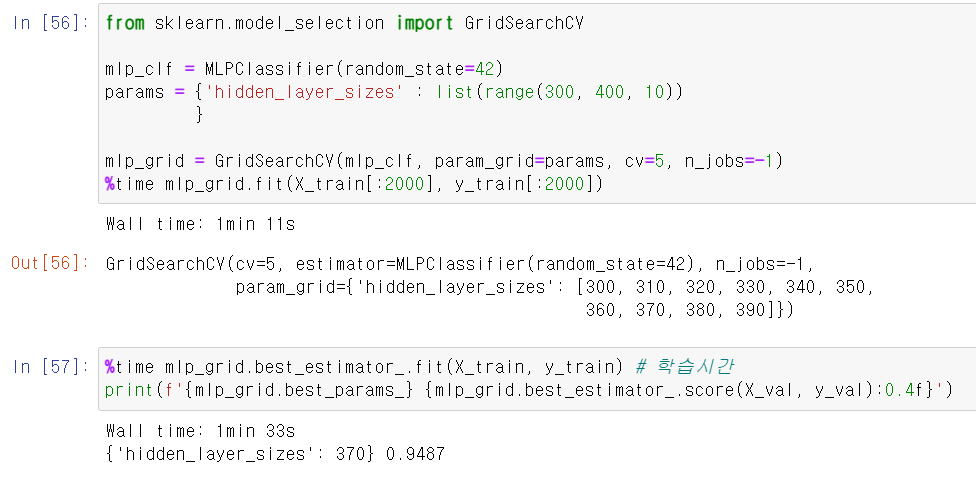 In [56]: from sklearn.model_selection import GridSearchCV
mlp_clf = MLPClassifier(random_state=42)
params = {'hidden_layer_sizes' : list(range(300, 400, 10))
}
mlp_grid = GridSearchCV(mlp_clf, param_grid=params, cv=5, n_jobs=-1)
%time mlp_grid.fit(X_train[:2000], y_train[:2000])
Wall time: 1min 11s
Out[56]: GridSearchCV(cv=5, estimator=MLPClassifier(random_state=42), n_jobs=-1,
param_grid={'hidden_layer_sizes': [300, 310, 320, 330, 340, 350,
360, 370, 380, 390]})
In [57]: %time mlp_grid.best_estimator_.fit(X_train, y_train) # 학습시간
print(f'{mlp_grid.best_params_} {mlp_grid.best_estimator_.score(X_val, y_val):0.4f}')
Wall time: 1min 33s
{'hidden_layer_sizes': 370} 0.9487